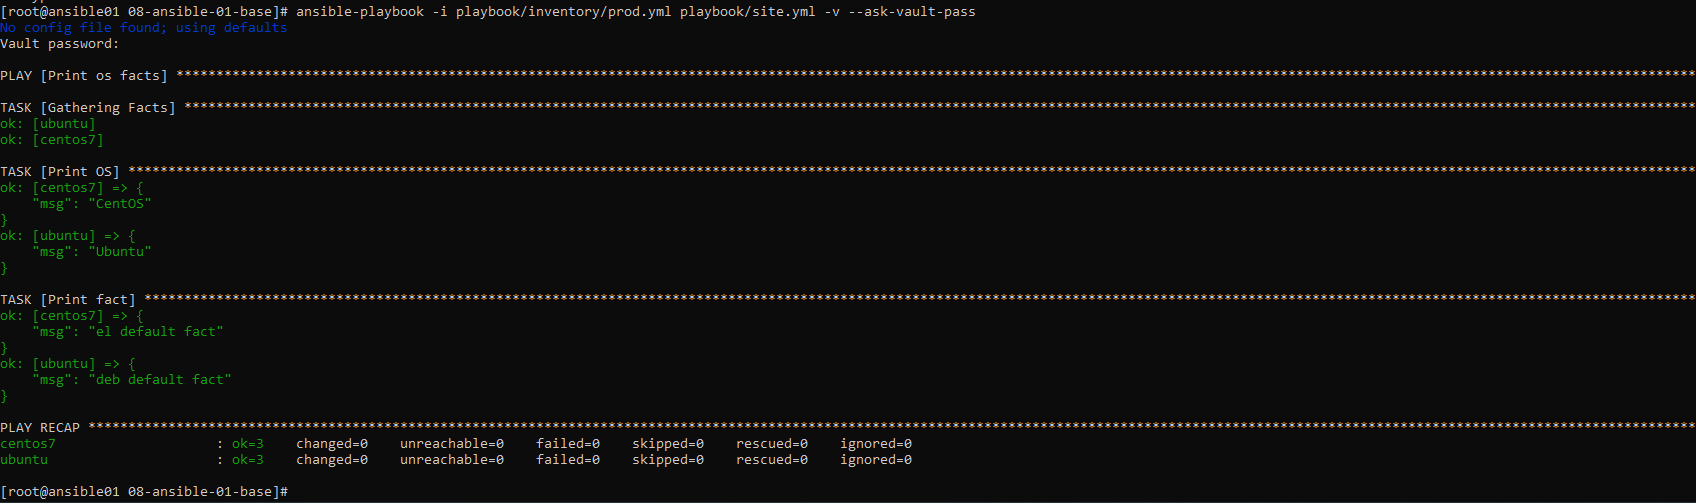 [root@ansible01 08-ansible-01-base]# ansible-playbook -i playbook/inventory/prod.yml playbook/site.yml -v --ask-vault-pass
No config file found; using defaults
Vault password:
PLAY [Print os facts] ***********************************************************************************************************************************************************************************************
TASK [Gathering Facts] **********************************************************************************************************************************************************************************************
ok: [ubuntu]
ok: [centos7]
TASK [Print OS] *****************************************************************************************************************************************************************************************************
ok: [centos7] => {
    "msg": "CentOS"
}
ok: [ubuntu] => {
    "msg": "Ubuntu"
}
TASK [Print fact] ***************************************************************************************************************************************************************************************************
ok: [centos7] => {
    "msg": "el default fact"
}
ok: [ubuntu] => {
    "msg": "deb default fact"
}
PLAY RECAP **********************************************************************************************************************************************************************************************************
centos7                    : ok=3    changed=0    unreachable=0    failed=0    skipped=0    rescued=0    ignored=0
ubuntu                     : ok=3    changed=0    unreachable=0    failed=0    skipped=0    rescued=0    ignored=0
[root@ansible01 08-ansible-01-base]#